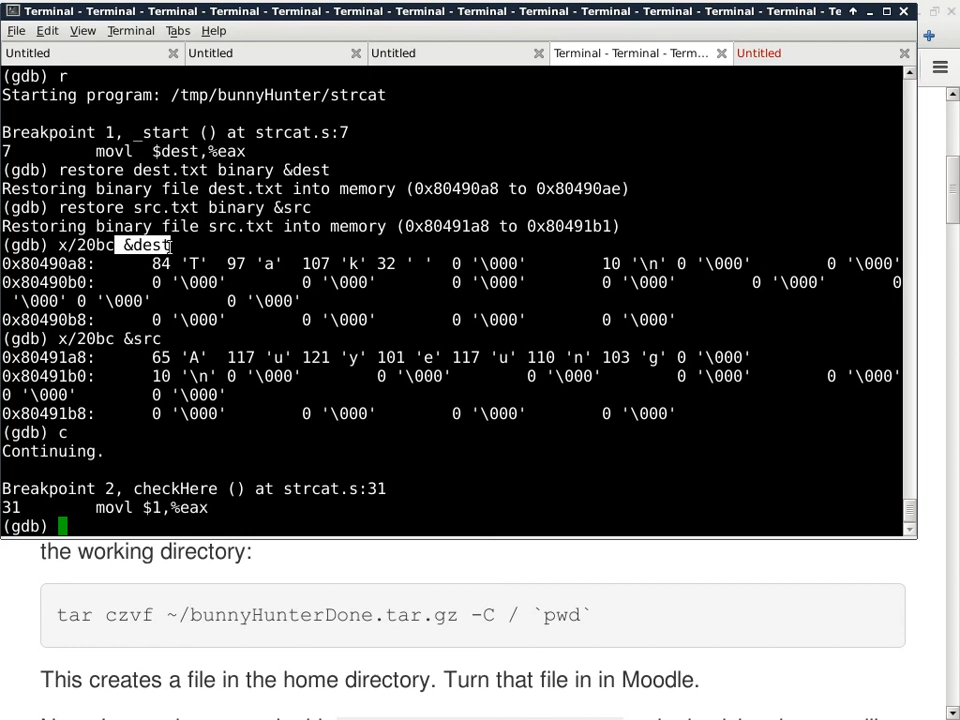 Terminal - Terminal - Terminal - Terminal - Terminal - Terminal - Terminal - Terminal - Terminal - Terminal - Terminal - Terminal - Te
File Edit View Terminal Tabs Help
Untitled Untitled Untitled Terminal - Terminal - Term... Untitled
(gdb) r
Starting program: /tmp/bunnyHunter/strcat
Breakpoint 1, _start () at strcat.s:7
7 movl $dest,%eax
(gdb) restore dest.txt binary &dest
Restoring binary file dest.txt into memory (0x80490a8 to 0x80490ae)
(gdb) restore src.txt binary &src
Restoring binary file src.txt into memory (0x80491a8 to 0x80491b1)
(gdb) x/20bc &dest
0x80490a8: 84 'T' 97 'a' 107 'k' 32 ' ' 0 '\000' 10 '\n' 0 '\000' 0 '\000'
0x80490b0: 0 '\000' 0 '\000' 0 '\000' 0 '\000' 0 '\000' 0
'\000' 0 '\000' 0 '\000'
0x80490b8: 0 '\000' 0 '\000' 0 '\000' 0 '\000'
(gdb) x/20bc &src
0x80491a8: 65 'A' 117 'u' 121 'y' 101 'e' 117 'u' 110 'n' 103 'g' 0 '\000'
0x80491b0: 10 '\n' 0 '\000' 0 '\000' 0 '\000' 0 '\000' 0 '\000'
0 '\000' 0 '\000'
0x80491b8: 0 '\000' 0 '\000' 0 '\000' 0 '\000'
(gdb) c
Continuing.
Breakpoint 2, checkHere () at strcat.s:31
31 movl $1,%eax
(gdb)
the working directory:
tar czvf ~/bunnyHunterDone.tar.gz -C / `pwd`
This creates a file in the home directory. Turn that file in in Moodle.